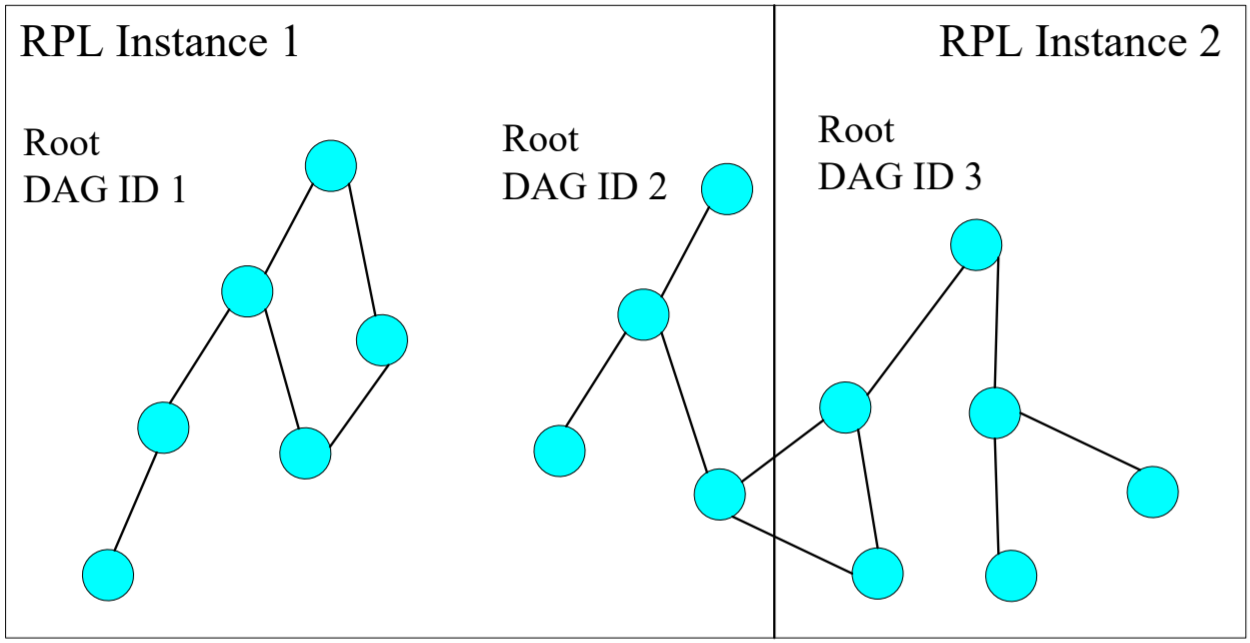 RPL Instance 1
RPL Instance 2
Root
DAG ID 1
Root
DAG ID 2
Root
DAG ID 3